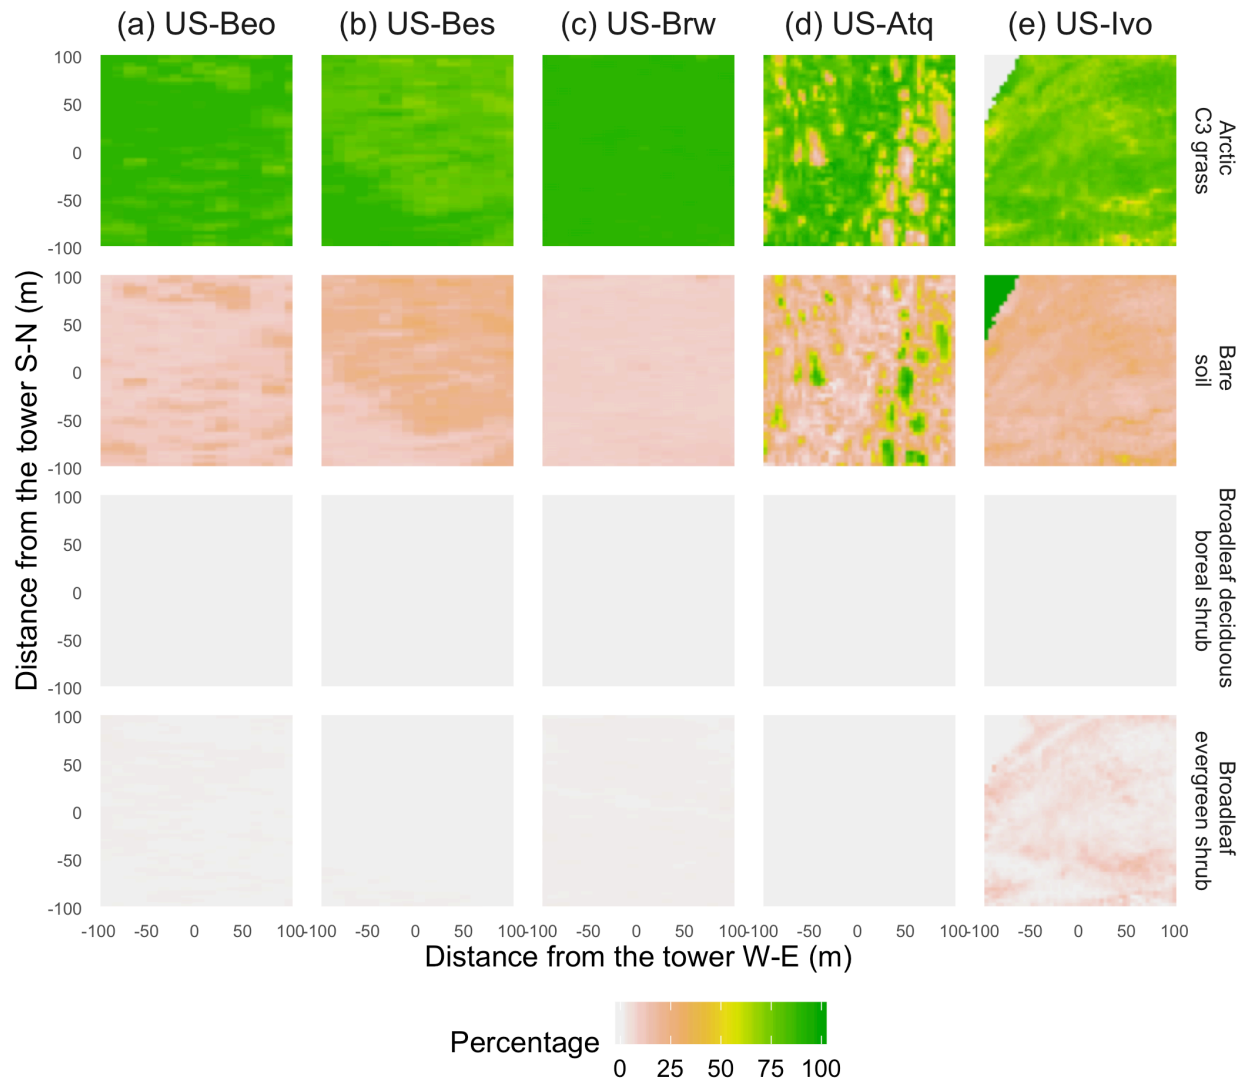 (a) US-Beo (b) US-Bes (c) US-Brw (d) US-Atq (e) US-Ivo
100
50
0
-50
-100
Arctic
C3 grass
100
50
0
-50
-100
Bare
soil
100
50
0
-50
-100
Broadleaf deciduous
boreal shrub
100
50
0
-50
-100
Broadleaf
evergreen shrub
Distance from the tower S-N (m)
-100 -50 0 50 100 -100 -50 0 50 100 -100 -50 0 50 100 -100 -50 0 50 100 -100 -50 0 50 100
Distance from the tower W-E (m)
Percentage
0 25 50 75 100